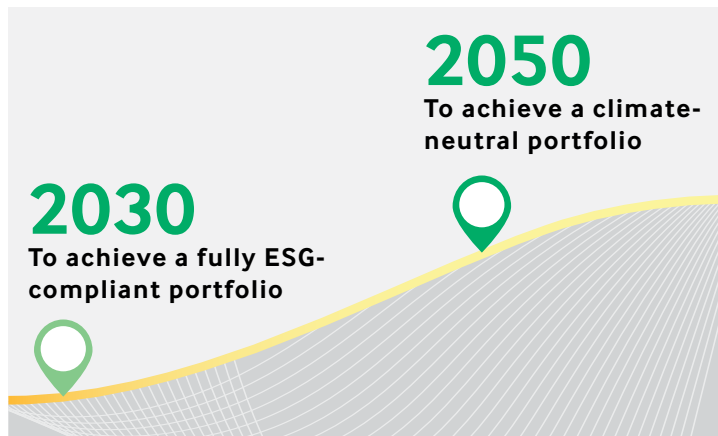 2050
To achieve a climate-
neutral portfolio
2030
To achieve a fully ESG-
compliant portfolio